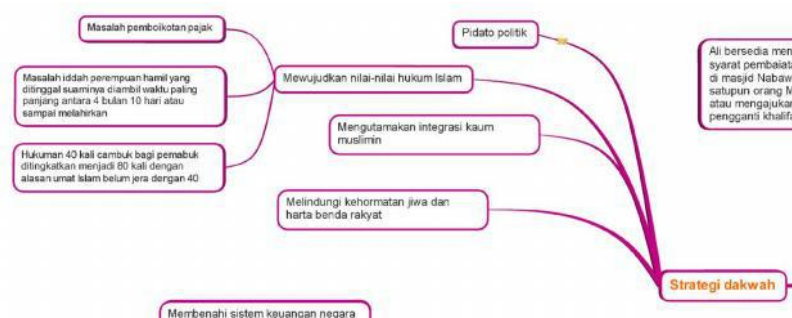 Masalah pemboikotan pajak
Pidato politik
Ali bersedia men
syarat pembaiata
di masjid Nabaw
satupun orang M
atau mengajukar
pengganti khalifa
Masalah iddah perempuan hamil yang
ditinggal suaminya diambil waktu paling
panjang antara 4 bulan 10 hari atau
sampai melahirkan
Mewujudkan nilai-nilai hukum Islam
Mengutamakan integrasi kaum
muslimin
Hukuman 40 kali cambuk bagi pemabuk
ditingkatkan menjadi 80 kali dengan
alasan umat Islam belum jera dengan 40
Melindungi kehormatan jiwa dan
harta benda rakyat
Strategi dakwah
Membenahi sistem keuangan negara